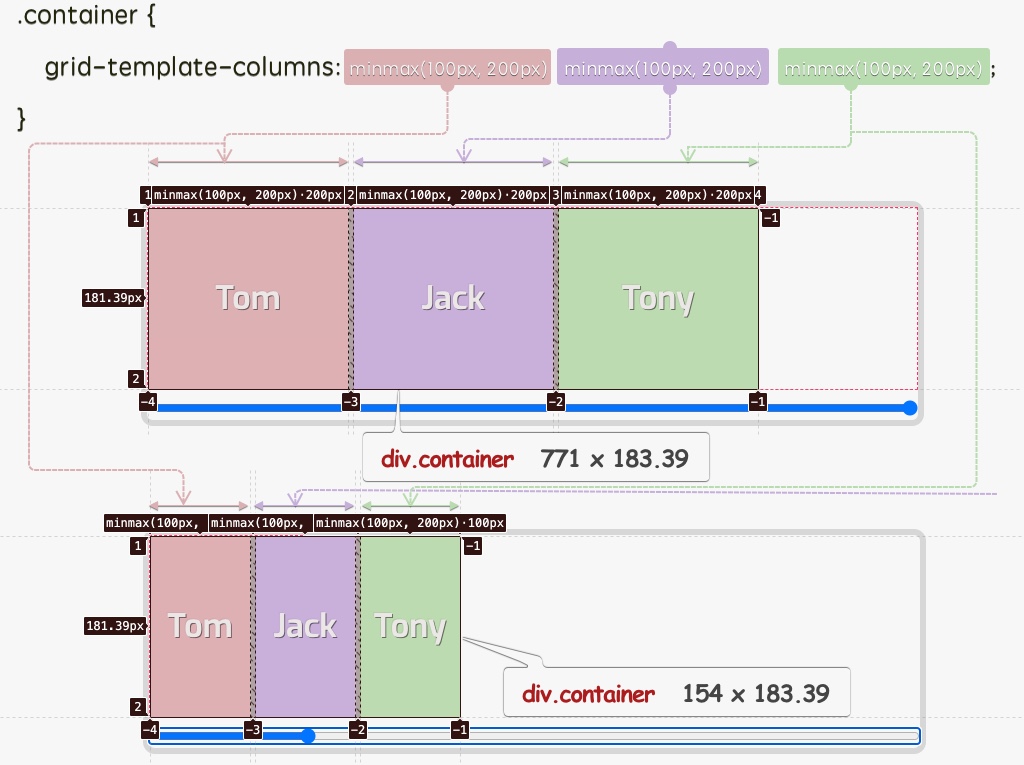 .container {
grid-template-columns: minmax(100px, 200px) minmax(100px, 200px) minmax(100px, 200px) ;
}
1 minmax(100px, 200px)·200px 2 minmax(100px, 200px)·200px 3 minmax(100px, 200px)·200px 4
1 -1
Tom Jack Tony
181.39px
2
-4 -3 -2 -1
div.container 771 x 183.39
minmax(100px, minmax(100px, minmax(100px, 200px)·100px
1 -1
Tom Jack Tony
181.39px
div.container 154 x 183.39
2
-4 -3 -2 -1